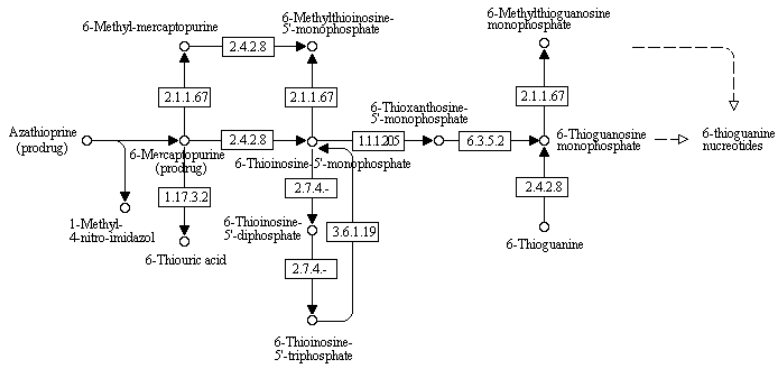 6-Methyl-mercaptopurine
6-Methylthioinosine-
5'-monophosphate
6-Methylthioguanosine
monophosphate
2.4.2.8
2.1.1.67
2.1.1.67
2.1.1.67
Azathioprine
(prodrug)
6-Mercaptopurine
(prodrug)
2.4.2.8
6-Thioinosine-5'-monophosphate
1.1.1.205
6-Thioxanthosine-
5'-monophosphate
6.3.5.2
6-Thioguanosine
monophosphate
6-thioguanine
nucreotides
1-Methyl-
4-nitro-imidazol
1.17.3.2
6-Thiouric acid
2.7.4.-
6-Thioinosine-
5'-diphosphate
3.6.1.19
2.7.4.-
6-Thioinosine-
5'-triphosphate
2.4.2.8
6-Thioguanine